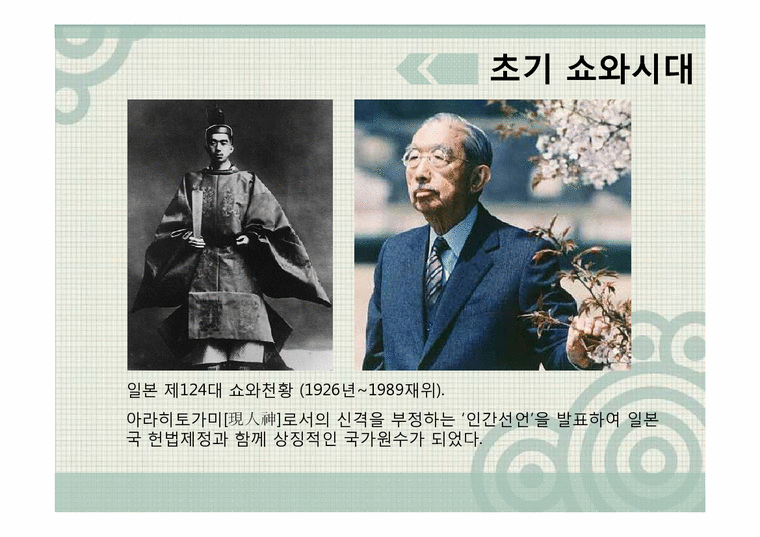 초기 쇼와시대
일본 제124대 쇼와천황 (1926년~1989재위).
아라히토가미[現人神]로서의 신격을 부정하는 ‘인간선언’을 발표하여 일본
국 헌법제정과 함께 상징적인 국가원수가 되었다.